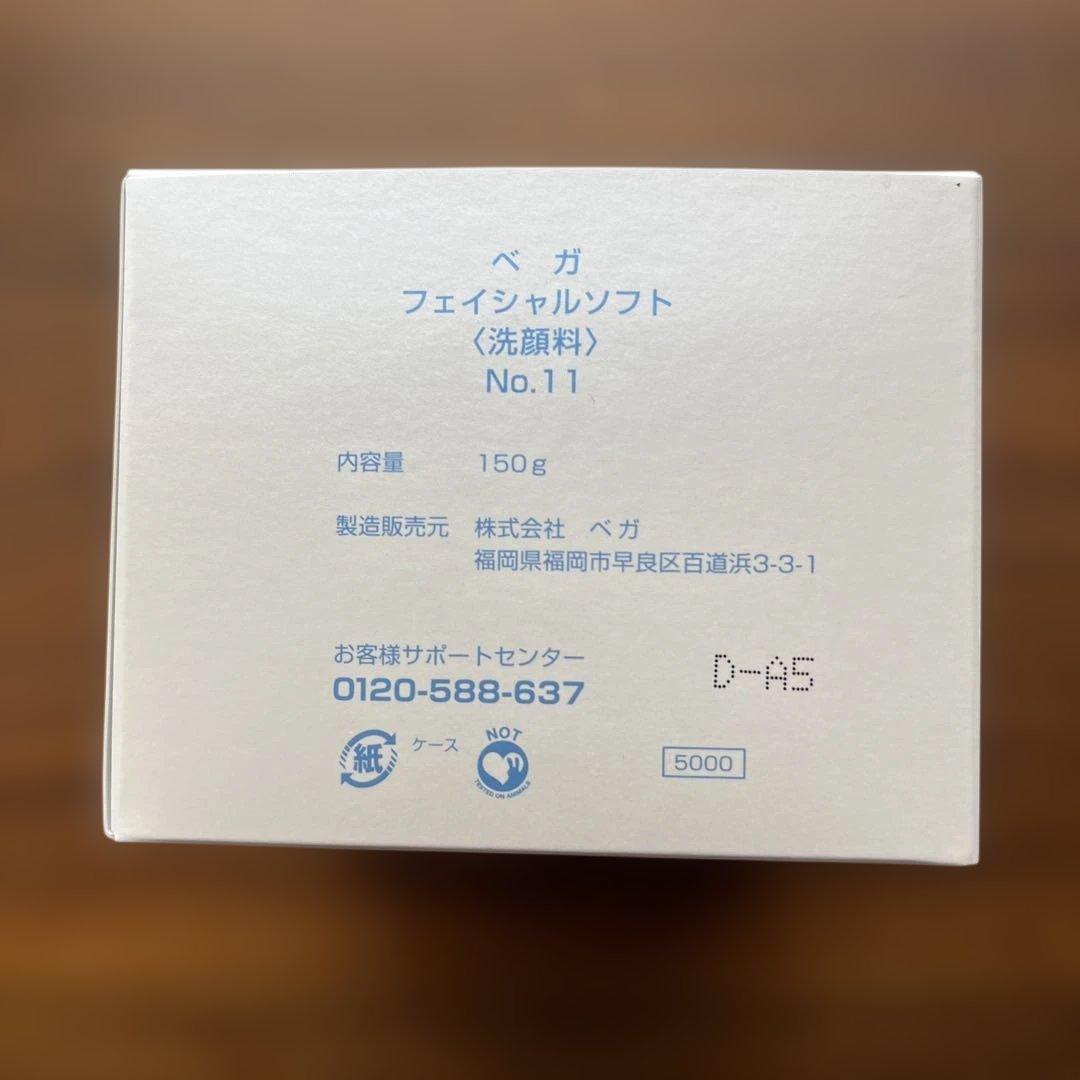 ベ ガ
フェイシャルソフト
〈洗顔料〉
No.11
内容量 150g
製造販売元 株式会社 ベガ
福岡県福岡市早良区百道浜3-3-1
お客様サポートセンター
0120-588-637
D-A5
紙 ケース
NOT
TESTED ON ANIMALS
5000